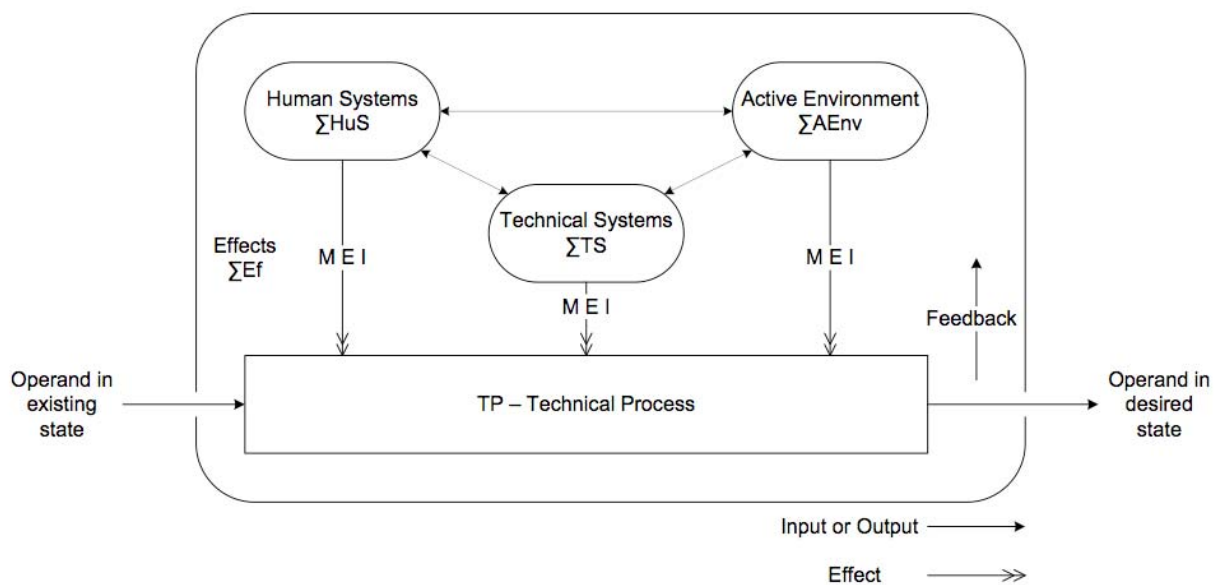 Human Systems
∑HuS
Active Environment
∑AEnv
Technical Systems
∑TS
Effects
∑Ef
M E I
M E I
M E I
Feedback
Operand in
existing
state
TP – Technical Process
Operand in
desired
state
Input or Output
Effect